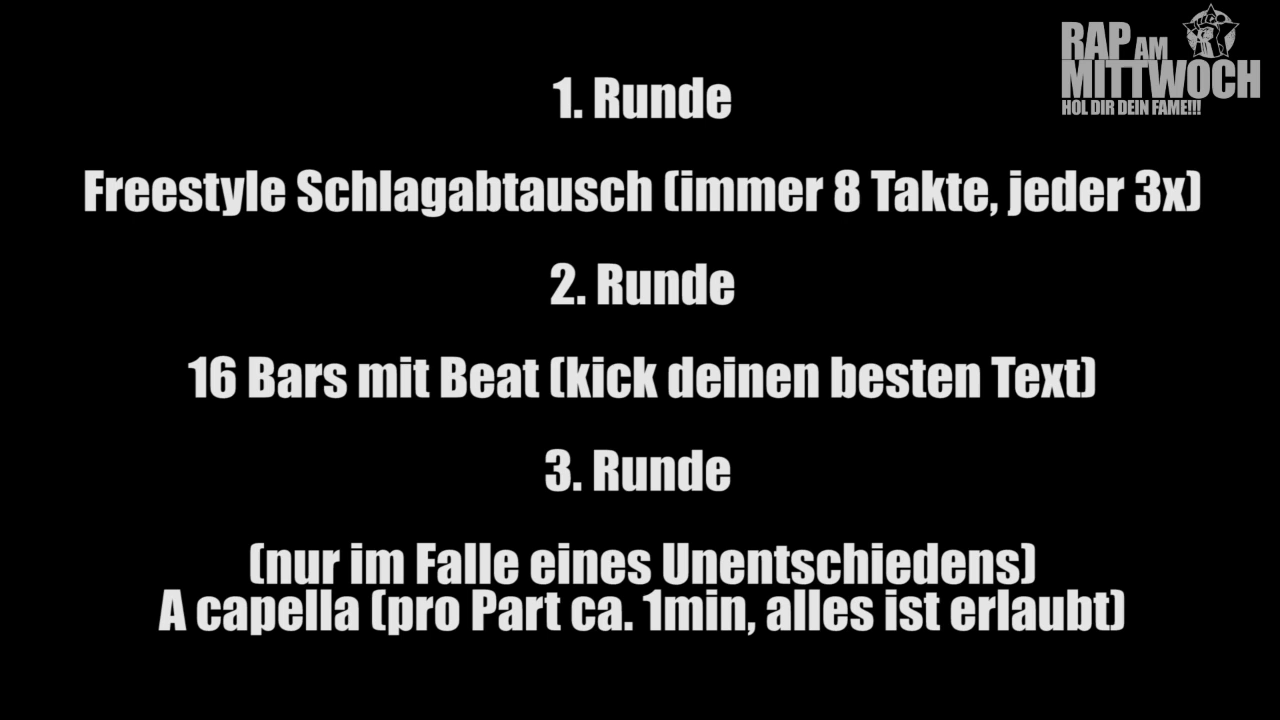 RAP AM
MITTWOCH
HOL DIR DEIN FAME!!!
1. Runde
Freestyle Schlagabtausch (immer 8 Takte, jeder 3x)
2. Runde
16 Bars mit Beat (kick deinen besten Text)
3. Runde
(nur im Falle eines Unentschiedens)
A capella (pro Part ca. 1min, alles ist erlaubt)